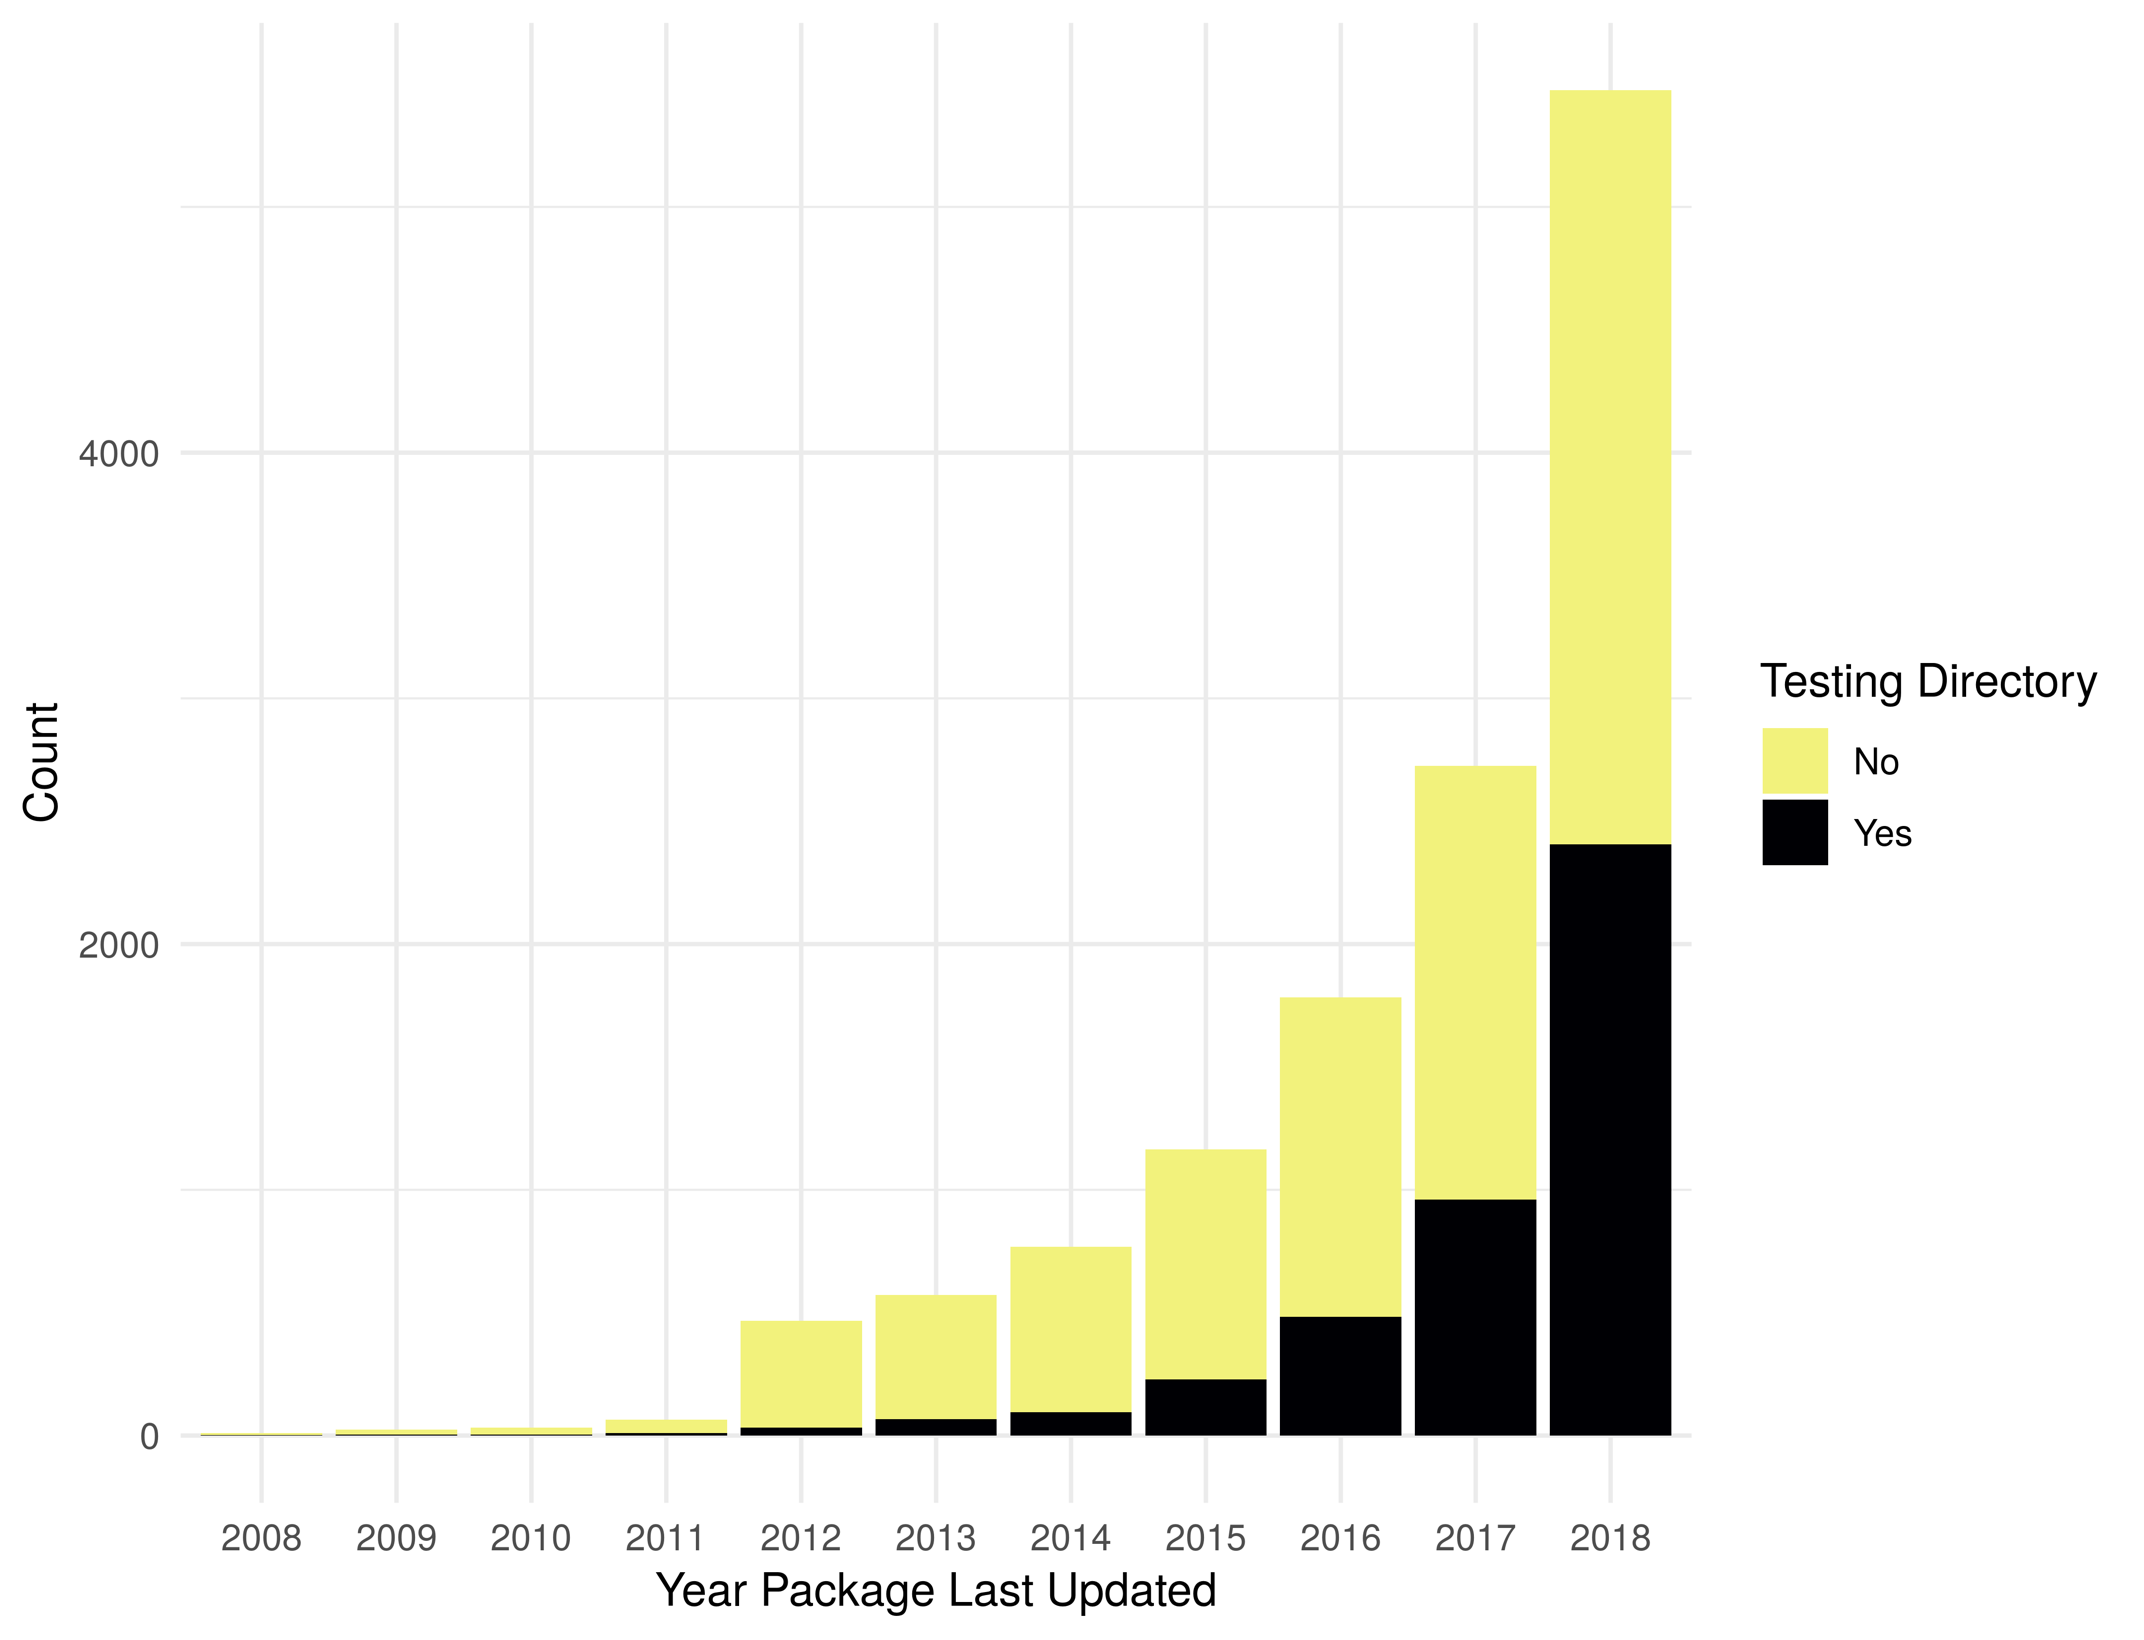 Count
4000
2000
0
2008 2009 2010 2011 2012 2013 2014 2015 2016 2017 2018
Year Package Last Updated
Testing Directory
No
Yes